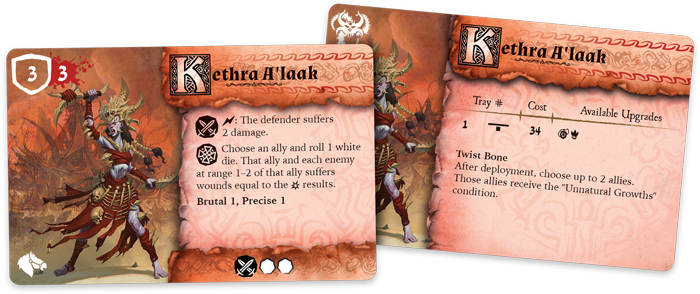 Kethra A'laak
3 3
: The defender suffers
2 damage.
Choose an ally and roll 1 white
die. That ally and each enemy
at range 1–2 of that ally suffers
wounds equal to the results.
Brutal 1, Precise 1
Kethra A'laak
Tray # Cost Available Upgrades
1 34
Twist Bone
After deployment, choose up to 2 allies.
Those allies receive the "Unnatural Growths"
condition.